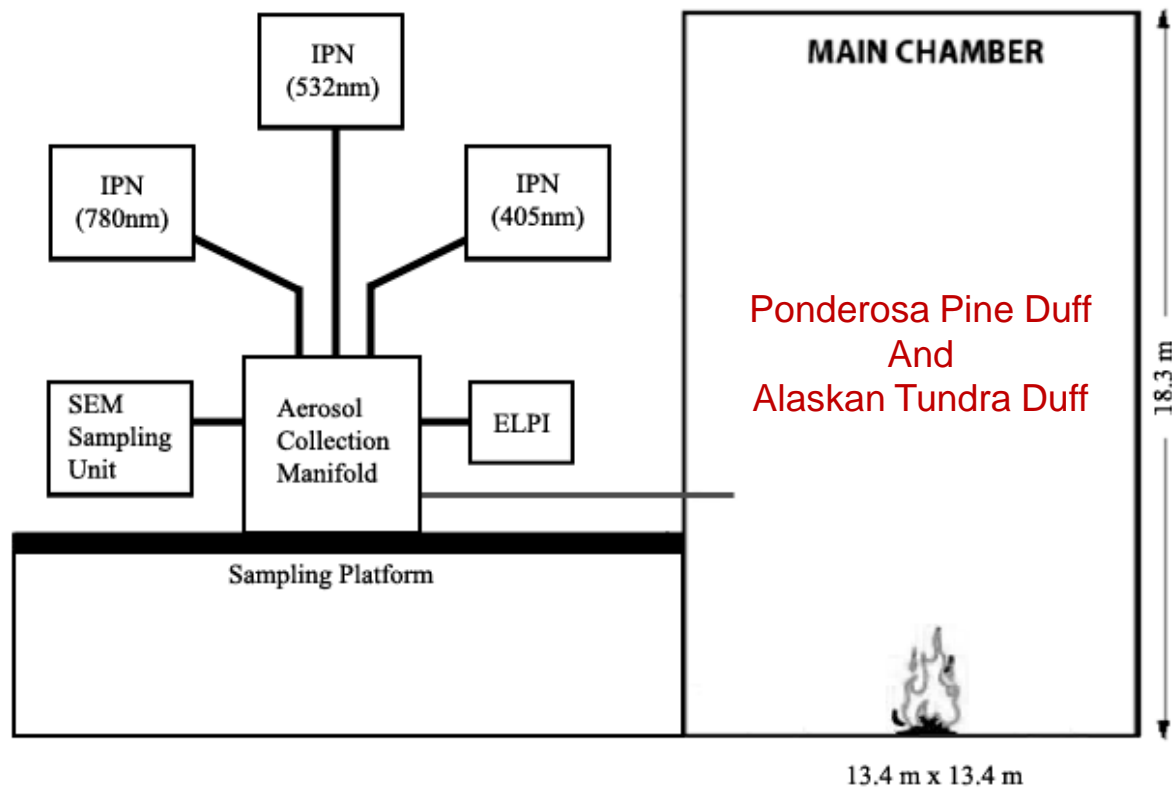 IPN
(532nm)
MAIN CHAMBER
IPN
(780nm)
IPN
(405nm)
Ponderosa Pine Duff
And
Alaskan Tundra Duff
18.3 m
SEM
Sampling
Unit
Aerosol
Collection
Manifold
ELPI
Sampling Platform
13.4 m x 13.4 m